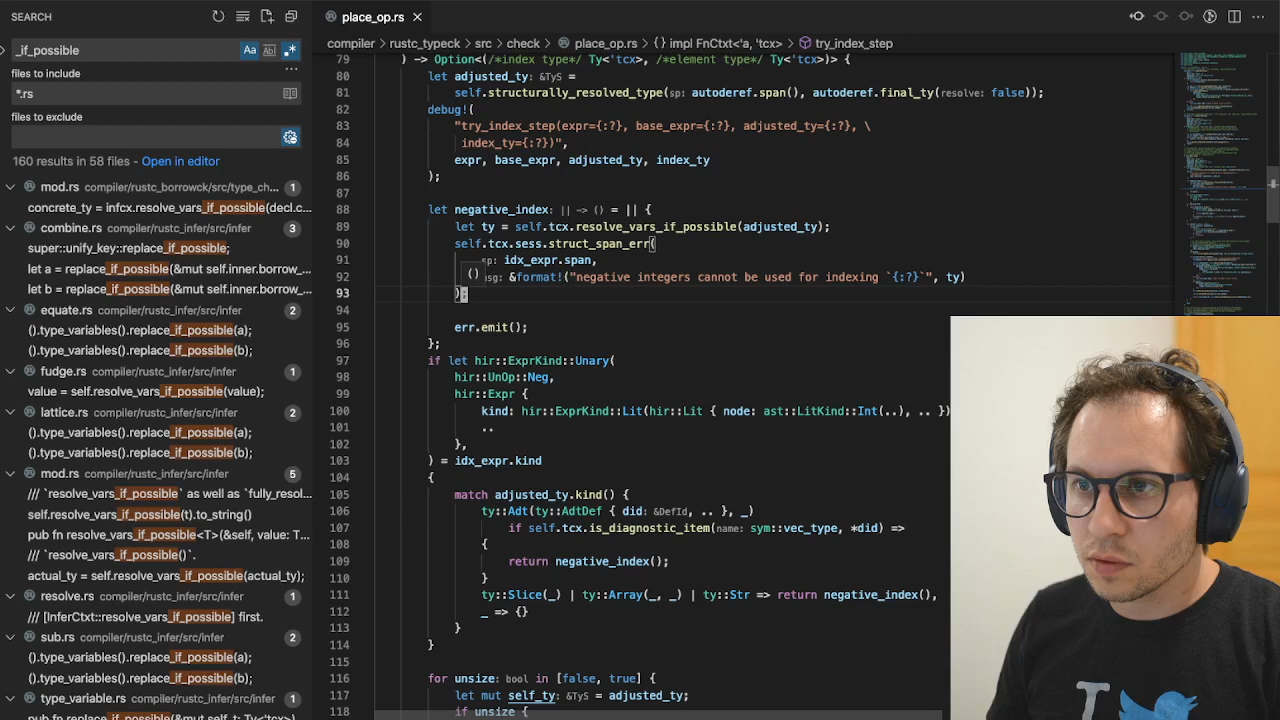 SEARCH
_if_possible
Aa
files to include
*.rs
files to exclude
160 results in 58 files - Open in editor
mod.rs compiler/rustc_borrowck/src/type_ch... 1
concrete_ty = infcx.resolve_vars_if_possible(decl.c
combine.rs compiler/rustc_infer/src/infer 3
super::unify_key::replace_if_possible;
let a = replace_if_possible(&mut self.inner.borrow_
let b = replace_if_possible(&mut self.inner.borrow_
equate.rs compiler/rustc_infer/src/infer 2
().type_variables().replace_if_possible(a);
().type_variables().replace_if_possible(b);
fudge.rs compiler/rustc_infer/src/infer 1
value = self.resolve_vars_if_possible(value);
lattice.rs compiler/rustc_infer/src/infer 2
().type_variables().replace_if_possible(a);
().type_variables().replace_if_possible(b);
mod.rs compiler/rustc_infer/src/infer 5
/// `resolve_vars_if_possible` as well as `fully_resol...
self.resolve_vars_if_possible(t).to_string()
pub fn resolve_vars_if_possible<T>(&self, value: T...
/// `resolve_vars_if_possible()`.
actual_ty = self.resolve_vars_if_possible(actual_ty);
resolve.rs compiler/rustc_infer/src/infer 1
/// [InferCtxt::resolve_vars_if_possible] first.
sub.rs compiler/rustc_infer/src/infer 2
().type_variables().replace_if_possible(a);
().type_variables().replace_if_possible(b);
type_variable.rs compiler/rustc_infer/src/infer 1
pub fn replace_if_possible(&mut self, t: Ty<'tcx>)
place_op.rs
compiler > rustc_typeck > src > check > place_op.rs > {} impl FnCtxt<'a, 'tcx> > try_index_step
79 ) -> Option<(/*index type*/ Ty<'tcx>, /*element type*/ Ty<'tcx>)> {
80 let adjusted_ty: &TyS =
81 self.structurally_resolved_type(sp: autoderef.span(), autoderef.final_ty(resolve: false));
82 debug!(
83 "try_index_step(expr={:?}, base_expr={:?}, adjusted_ty={:?}, \
84 index_ty={:?})",
85 expr, base_expr, adjusted_ty, index_ty
86 );
87
88 let negative_index: || -> () = || {
89 let ty = self.tcx.resolve_vars_if_possible(adjusted_ty);
90 self.tcx.sess.struct_span_err(
91 sp: idx_expr.span,
92 &format!("negative integers cannot be used for indexing `{:?}`", ty)
()
93 );
94
95 err.emit();
96 };
97 if let hir::ExprKind::Unary(
98 hir::UnOp::Neg,
99 hir::Expr {
100 kind: hir::ExprKind::Lit(hir::Lit { node: ast::LitKind::Int(..), .. })
101 ..
102 },
103 ) = idx_expr.kind
104 {
105 match adjusted_ty.kind() {
106 ty::Adt(ty::AdtDef { did: &DefId, .. }, _)
107 if self.tcx.is_diagnostic_item(name: sym::vec_type, *did) =>
108 {
109 return negative_index();
110 }
111 ty::Slice(_) | ty::Array(_, _) | ty::Str => return negative_index(),
112 _ => {}
113 }
114 }
115
116 for unsize: bool in [false, true] {
117 let mut self_ty: &TyS = adjusted_ty;
118 if unsize {
I